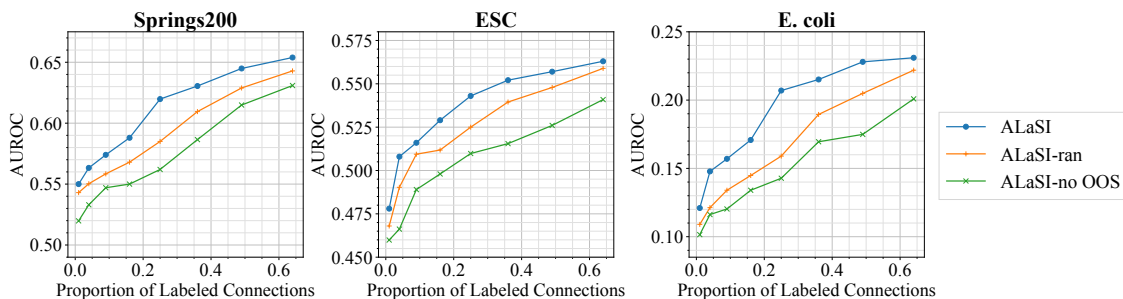 Springs200
AUROC
0.65
0.60
0.55
0.50
0.0
0.2
0.4
0.6
Proportion of Labeled Connections
ESC
AUROC
0.575
0.550
0.525
0.500
0.475
0.450
0.0
0.2
0.4
0.6
Proportion of Labeled Connections
E. coli
AUROC
0.25
0.20
0.15
0.10
0.0
0.2
0.4
0.6
Proportion of Labeled Connections
ALaSI
ALaSI-ran
ALaSI-no OOS